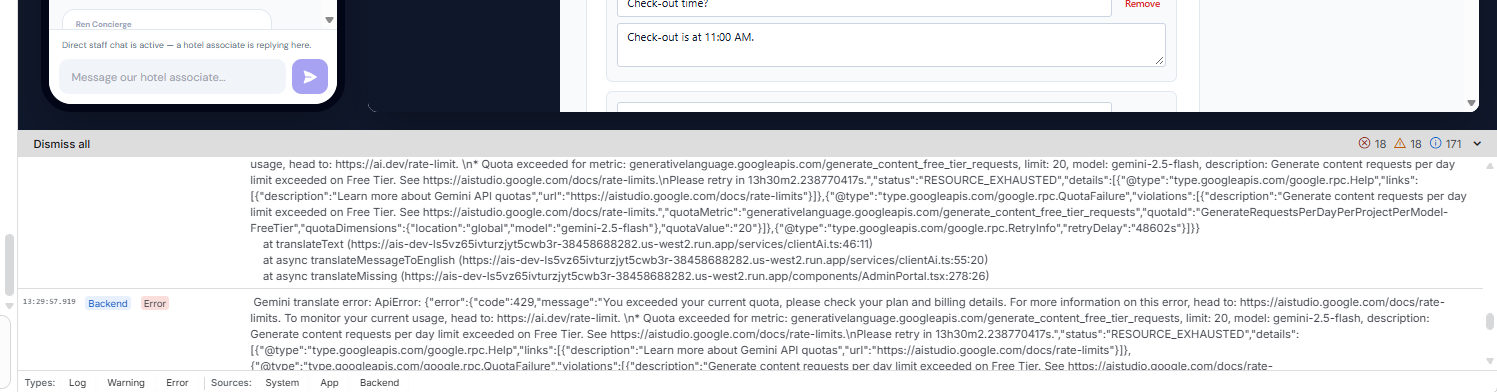 Ren Concierge
Direct staff chat is active — a hotel associate is replying here.
Message our hotel associate...
Check-out time?
Remove
Check-out is at 11:00 AM.
Dismiss all
18
18
171
usage, head to: https://ai.dev/rate-limit. \n* Quota exceeded for metric: generativelanguage.googleapis.com/generate_content_free_tier_requests, limit: 20, model: gemini-2.5-flash, description: Generate content requests per day
limit exceeded on Free Tier. See https://aistudio.google.com/docs/rate-limits.\nPlease retry in 13h30m2.238770417s.","status":"RESOURCE_EXHAUSTED","details":[{"@type":"type.googleapis.com/google.rpc.Help","links":
[{"description":"Learn more about Gemini API quotas","url":"https://aistudio.google.com/docs/rate-limits"}]},{"@type":"type.googleapis.com/google.rpc.QuotaFailure","violations":[{"description":"Generate content requests per day
limit exceeded on Free Tier. See https://aistudio.google.com/docs/rate-limits.","quotaMetric":"generativelanguage.googleapis.com/generate_content_free_tier_requests","quotaId":"GenerateRequestsPerDayPerProjectPerModel-
FreeTier","quotaDimensions":{"location":"global","model":"gemini-2.5-flash"},"quotaValue":"20"}]},{"@type":"type.googleapis.com/google.rpc.RetryInfo","retryDelay":"48602s"}]}}
at translateText (https://ais-dev-ls5vz65ivturzjyt5cwb3r-38458688282.us-west2.run.app/services/clientAi.ts:46:11)
at async translateMessageToEnglish (https://ais-dev-ls5vz65ivturzjyt5cwb3r-38458688282.us-west2.run.app/services/clientAi.ts:55:20)
at async translateMissing (https://ais-dev-ls5vz65ivturzjyt5cwb3r-38458688282.us-west2.run.app/components/AdminPortal.tsx:278:26)
13:29:57.919 Backend Error Gemini translate error: ApiError: {"error":{"code":429,"message":"You exceeded your current quota, please check your plan and billing details. For more information on this error, head to: https://aistudio.google.com/docs/rate-
limits. To monitor your current usage, head to: https://ai.dev/rate-limit. \n* Quota exceeded for metric: generativelanguage.googleapis.com/generate_content_free_tier_requests, limit: 20, model: gemini-2.5-flash, description:
Generate content requests per day limit exceeded on Free Tier. See https://aistudio.google.com/docs/rate-limits.\nPlease retry in 13h30m2.238770417s.","status":"RESOURCE_EXHAUSTED","details":
[{"@type":"type.googleapis.com/google.rpc.Help","links":[{"description":"Learn more about Gemini API quotas","url":"https://aistudio.google.com/docs/rate-limits"}]},
{"@type":"type.googleapis.com/google.rpc.QuotaFailure","violations":[{"description":"Generate content requests per day limit exceeded on Free Tier. See https://aistudio.google.com/docs/rate-
Types: Log Warning Error Sources: System App Backend